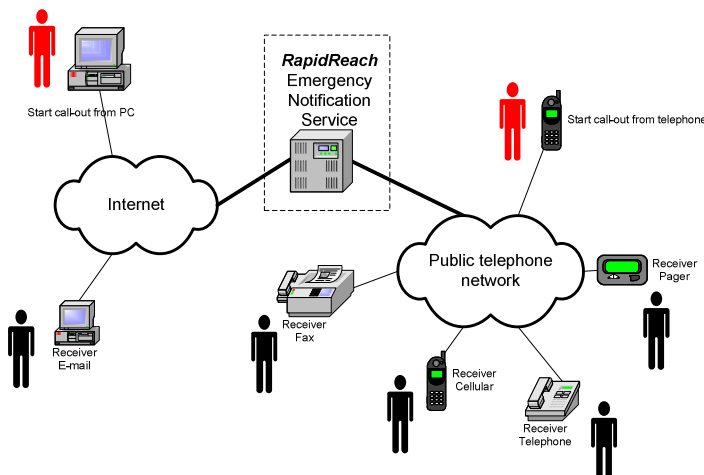 RapidReach
Emergency
Notification
Service
Start call-out from PC
Start call-out from telephone
Internet
Public telephone
network
Receiver
Pager
Receiver
Fax
Receiver
E-mail
Receiver
Cellular
Receiver
Telephone